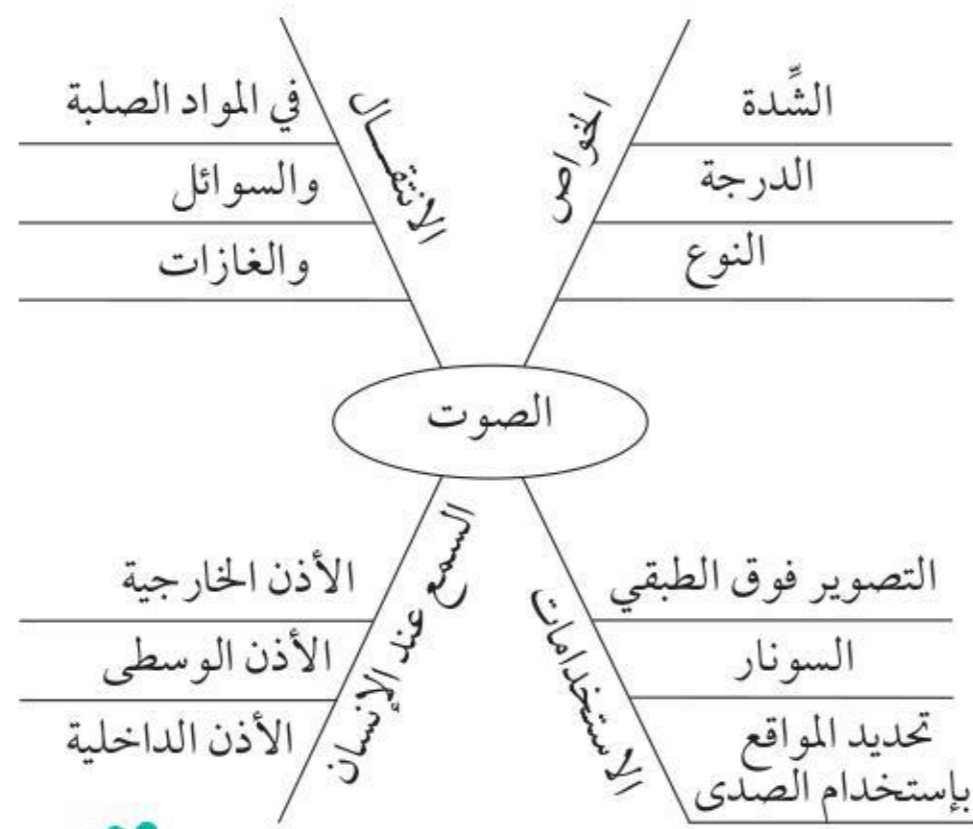 الخواص
الشِّدة
الدرجة
النوع
الانتقال
في المواد الصلبة
والسوائل
والغازات
الصوت
الاستخدامات
التصوير فوق الطبقي
السونار
تحديد المواقع
بإستخدام الصدى
السمع عند الإنسان
الأذن الخارجية
الأذن الوسطى
الأذن الداخلية